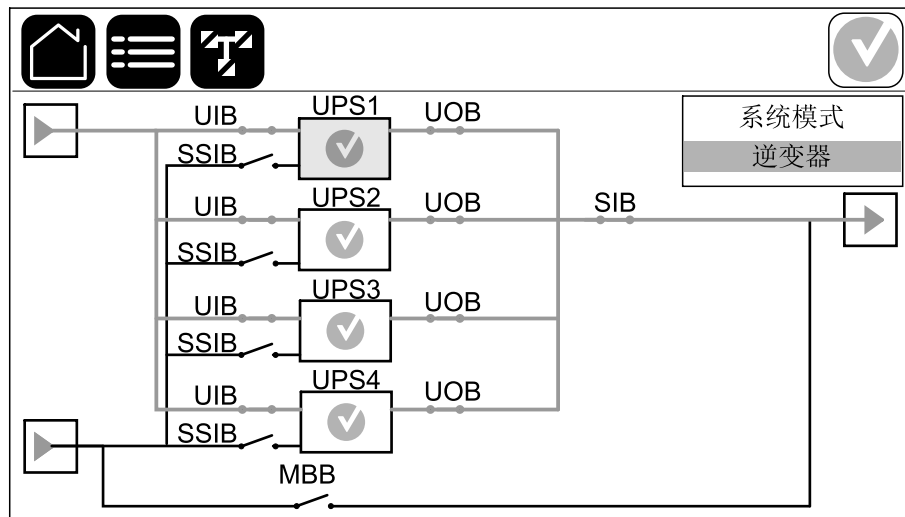 UPS1
UIB
UOB
系统模式
SSIB
逆变器
UPS2
UIB
UOB
SIB
SSIB
UPS3
UIB
UOB
SSIB
UPS4
UIB
UOB
SSIB
MBB